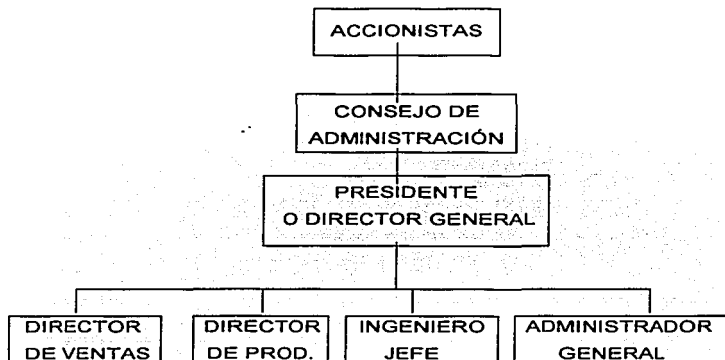 ACCIONISTAS
CONSEJO DE
ADMINISTRACIÓN
PRESIDENTE
O DIRECTOR GENERAL
DIRECTOR
DE VENTAS
DIRECTOR
DE PROD.
INGENIERO
JEFE
ADMINISTRADOR
GENERAL